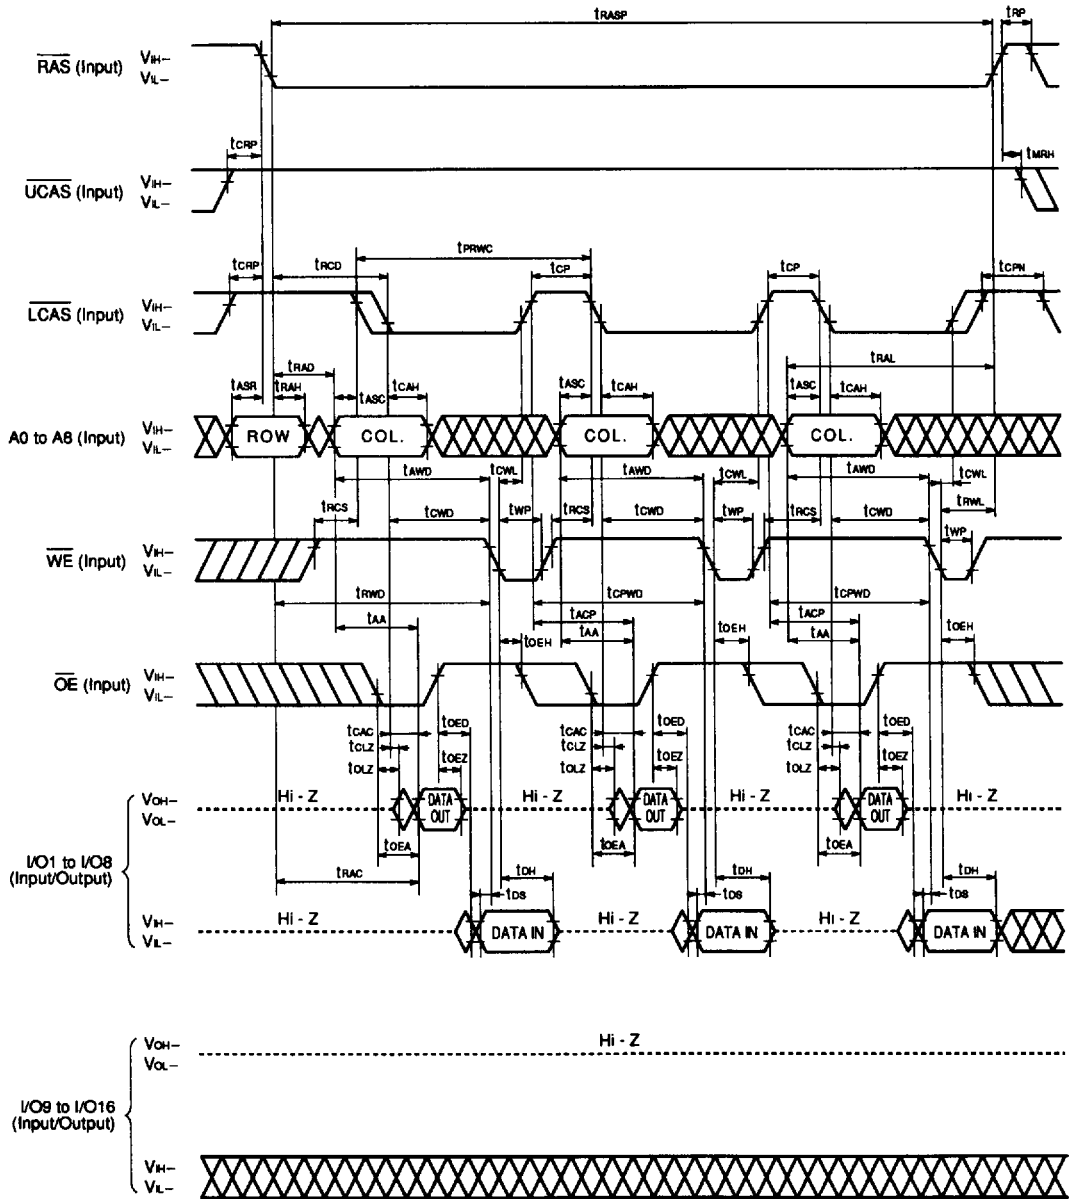 tRASP tRP
RAS (Input) VIH–
VIL–
tCRP tMRH
UCAS (Input) VIH–
VIL–
tPRWC
tCRP tRCD tCP tCP tCPN
LCAS (Input) VIH–
VIL–
tRAD tRAL
tASR tRAH tASC tCAH tASC tCAH tASC tCAH
A0 to A8 (Input) VIH– ROW COL. COL. COL.
VIL–
tAWD tCWL tAWD tCWL tAWD tCWL
tRCS tCWD tWP tRCS tCWD tWP tRCS tCWD tRWL
tWP
WE (Input) VIH–
VIL–
tRWD tCPWD tCPWD
tACP tACP
tAA tOEH tAA tOEH tAA tOEH
OE (Input) VIH–
VIL–
tCAC tOED tCAC tOED tCAC tOED
tCLZ tCLZ tCLZ
tOLZ tOEZ tOLZ tOEZ tOLZ tOEZ
VOH– Hi - Z DATA OUT Hi - Z DATA OUT Hi - Z DATA OUT Hi - Z
VOL–
I/O1 to I/O8
(Input/Output)
tOEA tOEA tOEA
tRAC tDH tDH tDH
tDS tDS tDS
VIH– Hi - Z DATA IN Hi - Z DATA IN Hi - Z DATA IN
VIL–
VOH– Hi - Z
VOL–
I/O9 to I/O16
(Input/Output)
VIH–
VIL–